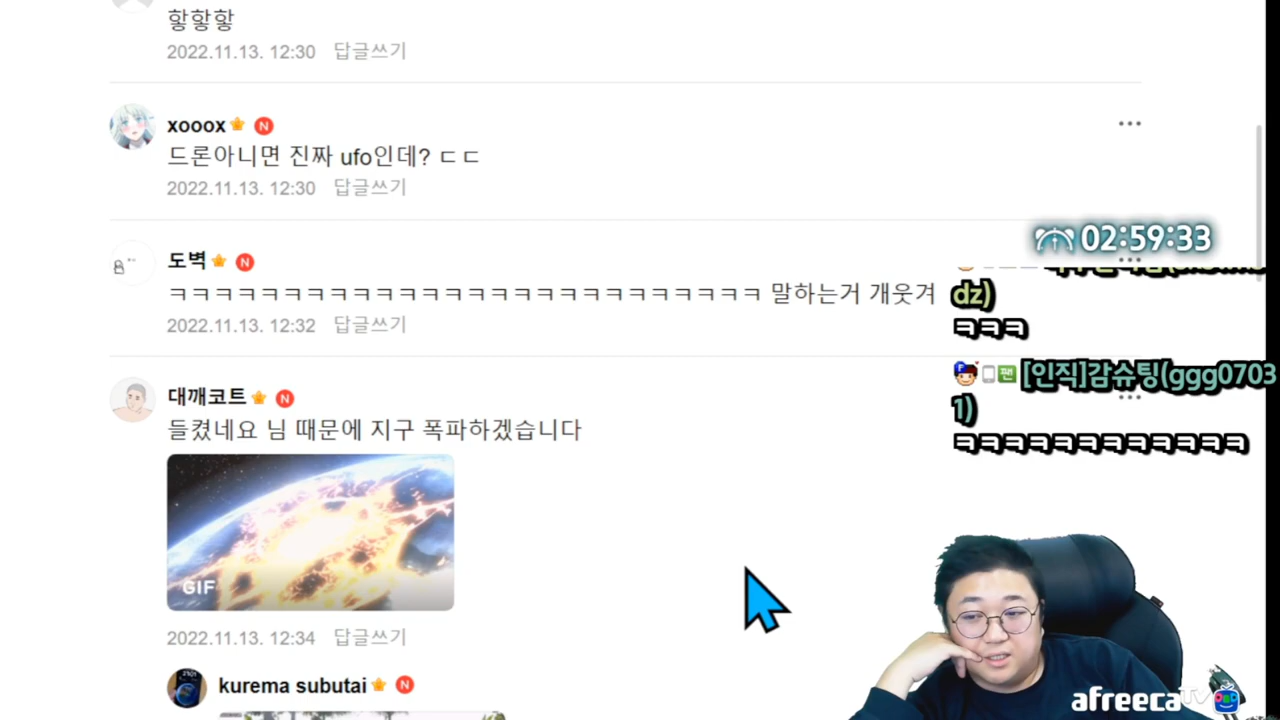 핳핳핳
2022.11.13. 12:30 답글쓰기
xooox N
드론아니면 진짜 ufo인데? ㄷㄷ
2022.11.13. 12:30 답글쓰기
02:59:33
도벽 N
ㅋㅋㅋㅋㅋㅋㅋㅋㅋㅋㅋㅋㅋㅋㅋㅋㅋㅋㅋㅋㅋㅋㅋㅋㅋㅋ 말하는거 개웃겨
2022.11.13. 12:32 답글쓰기
dz)
ㅋㅋㅋ
팬 [인직]감슈팅(ggg0703
1)
ㅋㅋㅋㅋㅋㅋㅋㅋㅋㅋㅋㅋ
대깨코트 N
들켰네요 님 때문에 지구 폭파하겠습니다
GIF
2022.11.13. 12:34 답글쓰기
kurema subutai N
afreecaTV